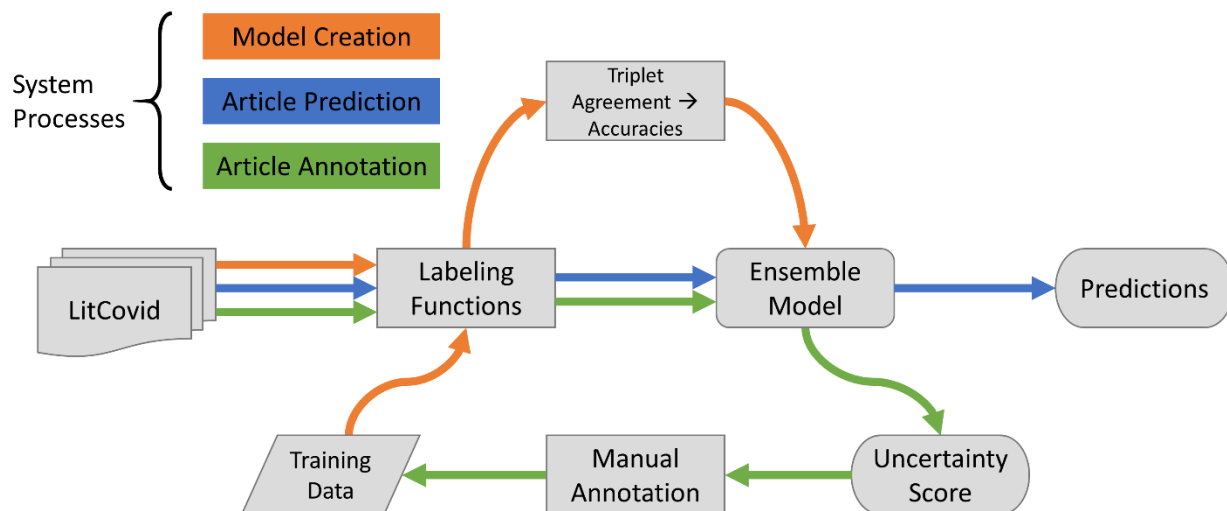 System
Processes
Model Creation
Article Prediction
Article Annotation
Triplet
Agreement →
Accuracies
LitCovid
Labeling
Functions
Ensemble
Model
Predictions
Training
Data
Manual
Annotation
Uncertainty
Score